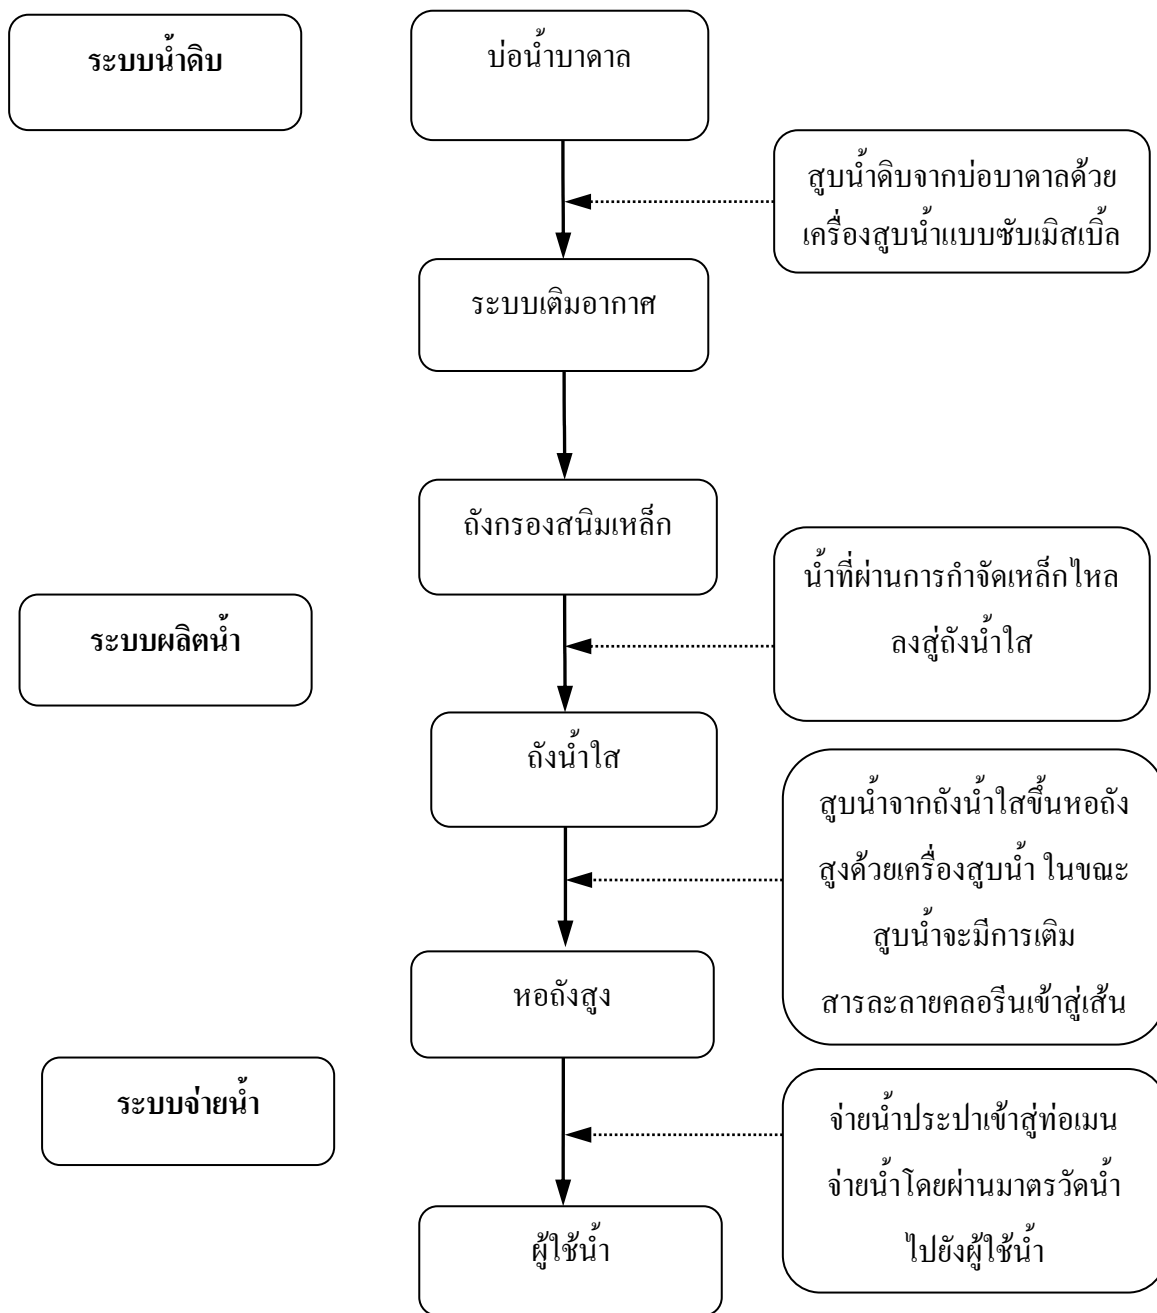 ระบบน้ำดิบ
บ่อน้ำบาดาล
สูบน้ำดิบจากบ่อบาดาลด้วย
เครื่องสูบน้ำแบบซับเมิสเบิ้ล
ระบบเติมอากาศ
ถังกรองสนิมเหล็ก
น้ำที่ผ่านการกำจัดเหล็กไหล
ลงสู่ถังน้ำใส
ระบบผลิตน้ำ
ถังน้ำใส
สูบน้ำจากถังน้ำใสขึ้นหอถัง
สูงด้วยเครื่องสูบน้ำ ในขณะ
สูบน้ำจะมีการเติม
สารละลายคลอรีนเข้าสู่เส้น
หอถังสูง
ระบบจ่ายน้ำ
จ่ายน้ำประปาเข้าสู่ท่อเมน
จ่ายน้ำโดยผ่านมาตรวัดน้ำ
ไปยังผู้ใช้น้ำ
ผู้ใช้น้ำ